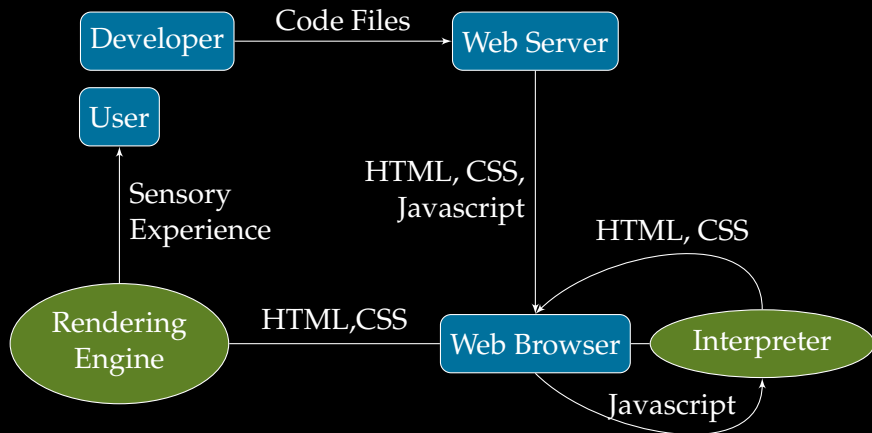 Developer
Code Files
Web Server
User
HTML, CSS,
Javascript
Sensory
Experience
HTML, CSS
Rendering
Engine
HTML,CSS
Web Browser
Interpreter
Javascript